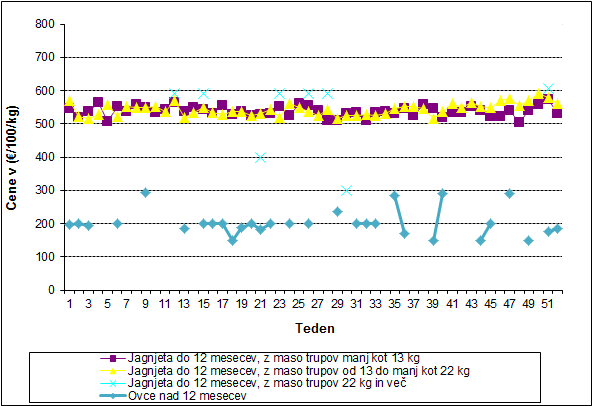 800
700
600
500
400
300
200
100
0
Cene v (€/100/kg)
1 3 5 7 9 11 13 15 17 19 21 23 25 27 29 31 33 35 37 39 41 43 45 47 49 51
Teden
Jagnjeta do 12 mesecev, z maso trupov manj kot 13 kg
Jagnjeta do 12 mesecev, z maso trupov od 13 do manj kot 22 kg
Jagnjeta do 12 mesecev, z maso trupov 22 kg in več
Ovce nad 12 mesecev